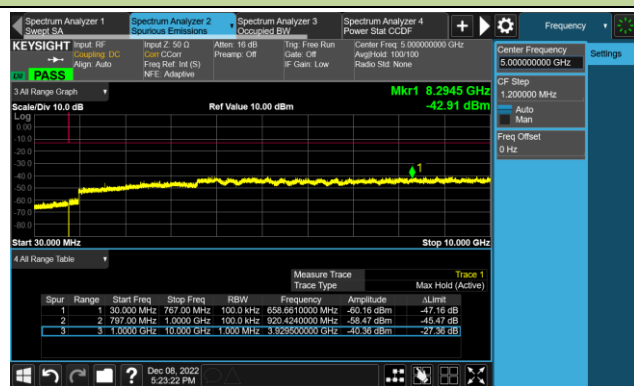 Spectrum Analyzer 1
Swept SA
Spectrum Analyzer 2
Spurious Emissions
Spectrum Analyzer 3
Occupied BW
Spectrum Analyzer 4
Power Stat CCDF
Frequency
KEYSIGHT
Input: RF
Coupling: DC
Align: Auto
Input Z: 50 Ω
Corr CCorr
Freq Ref: Int (S)
NFE: Adaptive
Atten: 16 dB
Preamp: Off
Trig: Free Run
Gate: Off
IF Gain: Low
Center Freq: 5.000000000 GHz
Avg|Hold: 100/100
Radio Std: None
PASS
Center Frequency
5.000000000 GHz
Settings
CF Step
1.200000 MHz
Auto
Man
Freq Offset
0 Hz
3 All Range Graph
Mkr1 8.2945 GHz
Scale/Div 10.0 dB
Ref Value 10.00 dBm
-42.91 dBm
Log
0.00
-10.0
-20.0
-30.0
-40.0
-50.0
-60.0
-70.0
-80.0
1
Start 30.000 MHz
Stop 10.000 GHz
4 All Range Table
Measure Trace Trace 1
Trace Type Max Hold (Active)
Spur Range Start Freq Stop Freq RBW Frequency Amplitude ΔLimit
1 1 30.000 MHz 767.00 MHz 100.0 kHz 658.6610000 MHz -60.16 dBm -47.16 dB
2 2 797.00 MHz 1.0000 GHz 100.0 kHz 920.4240000 MHz -58.47 dBm -45.47 dB
3 3 1.0000 GHz 10.000 GHz 1.000 MHz 3.929500000 GHz -40.36 dBm -27.36 dB
Dec 08, 2022
5:23:22 PM